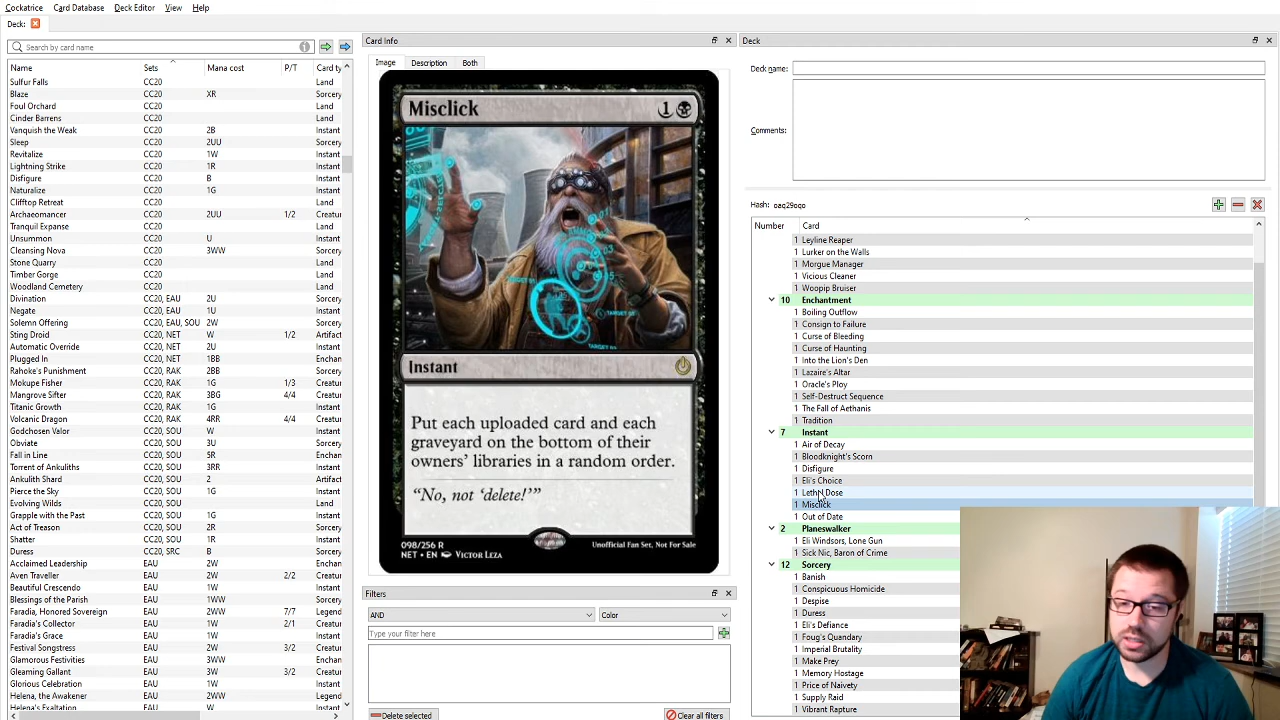 Cockatrice Card Database Deck Editor View Help
Deck:
Search by card name
Name Sets Mana cost P/T Card ty
Sulfur Falls CC20 Land
Blaze CC20 XR Sorcery
Foul Orchard CC20 Land
Cinder Barrens CC20 Land
Vanquish the Weak CC20 2B Instant
Sleep CC20 2UU Sorcery
Revitalize CC20 1W Instant
Lightning Strike CC20 1R Instant
Disfigure CC20 B Instant
Naturalize CC20 1G Instant
Clifftop Retreat CC20 Land
Archaeomancer CC20 2UU 1/2 Creatur
Tranquil Expanse CC20 Land
Unsummon CC20 U Instant
Cleansing Nova CC20 3WW Sorcery
Stone Quarry CC20 Land
Timber Gorge CC20 Land
Woodland Cemetery CC20 Land
Divination CC20, EAU 2U Sorcery
Negate CC20, EAU 1U Instant
Solemn Offering CC20, EAU, SOU 2W Sorcery
Sting Droid CC20, NET W 1/2 Artifact
Automatic Override CC20, NET 2U Instant
Plugged In CC20, NET 1BB Enchan
Rahoke's Punishment CC20, RAK 2BB Sorcery
Mokupe Fisher CC20, RAK 1G 1/3 Creatur
Mangrove Sifter CC20, RAK 3BG 4/4 Creatur
Titanic Growth CC20, RAK 1G Instant
Volcanic Dragon CC20, RAK 4RR 4/4 Creatur
Godchosen Valor CC20, SOU W Instant
Obviate CC20, SOU 3U Instant
Fall in Line CC20, SOU 5R Instant
Torrent of Ankuliths CC20, SOU 3RR Instant
Ankulith Shard CC20, SOU 2 Artifact
Pierce the Sky CC20, SOU 1G Instant
Evolving Wilds CC20, SOU Land
Grapple with the Past CC20, SOU 1G Instant
Act of Treason CC20, SOU 2R Sorcery
Shatter CC20, SOU 1R Instant
Duress CC20, SRC B Sorcery
Acclaimed Leadership EAU 2W Enchan
Aven Traveller EAU 2W 2/2 Creatur
Beautiful Crescendo EAU 1W Instant
Blessings of the Parish EAU 1WW Instant
Faradia, Honored Sovereign EAU 2WW 7/7 Legend
Faradia's Collector EAU 2W 2/1 Creatur
Faradia's Grace EAU 1W Instant
Festival Songstress EAU 2W 3/2 Creatur
Glamorous Festivities EAU 3WW Enchan
Gleaming Gallant EAU 1W 3/2 Creatur
Glorious Celebration EAU 1W Instant
Helena, the Awakener EAU 2WW Legend
Helena's Exaltation EAU 2W Enchan
Card Info
Image Description Both
Misclick 1
TARGET 01
TARGET 02
Instant
Put each uploaded card and each
graveyard on the bottom of their
owners' libraries in a random order.
“No, not ‘delete!’”
098/256 R
NET • EN VICTOR LEZA
Unofficial Fan Set, Not For Sale
Filters
AND Color
Type your filter here
Delete selected Clear all filters
Deck
Deck name:
Comments:
Hash: oaq29oqo
Number Card
1 Leyline Reaper
1 Lurker on the Walls
1 Morgue Manager
1 Vicious Cleaner
1 Woopip Bruiser
10 Enchantment
1 Boiling Outflow
1 Consign to Failure
1 Curse of Bleeding
1 Curse of Haunting
1 Into the Lion's Den
1 Lazaire's Altar
1 Oracle's Ploy
1 Self-Destruct Sequence
1 The Fall of Aethanis
1 Tradition
7 Instant
1 Air of Decay
1 Bloodknight's Scorn
1 Disfigure
1 Eli's Choice
1 Lethal Dose
1 Misclick
1 Out of Date
2 Planeswalker
1 Eli Windsors, Lone Gun
1 Sick Nic, Baron of Crime
12 Sorcery
1 Banish
1 Conspicuous Homicide
1 Despise
1 Duress
1 Eli's Defiance
1 Foug's Quandary
1 Imperial Brutality
1 Make Prey
1 Memory Hostage
1 Price of Naivety
1 Supply Raid
1 Vibrant Rapture